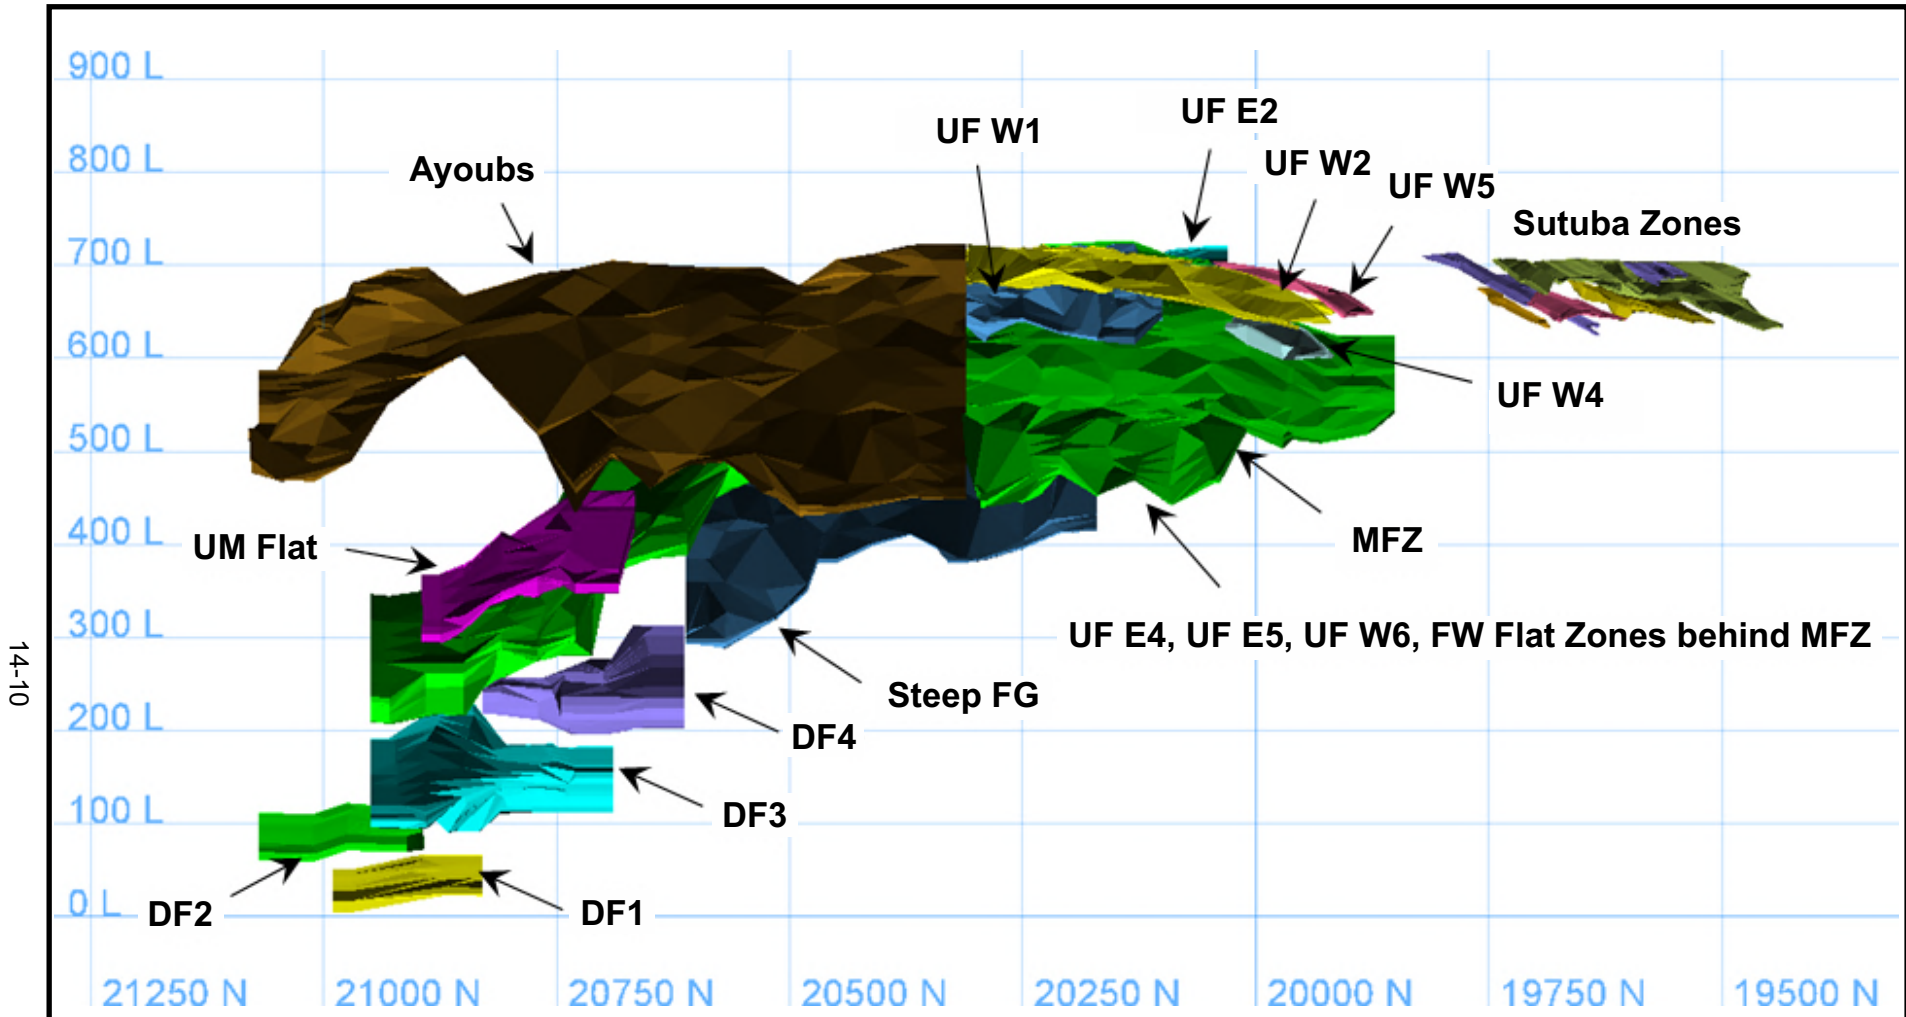 900 L
UF E2
UF W1
800 L
Ayoubs
UF W2
UF W5
Sutuba Zones
700 L
600 L
UF W4
500 L
400 L
UM Flat
MFZ
300 L
UF E4, UF E5, UF W6, FW Flat Zones behind MFZ
14-10
Steep FG
200 L
DF4
100 L
DF3
0 L
DF2
DF1
21250 N
21000 N
20750 N
20500 N
20250 N
20000 N
19750 N
19500 N